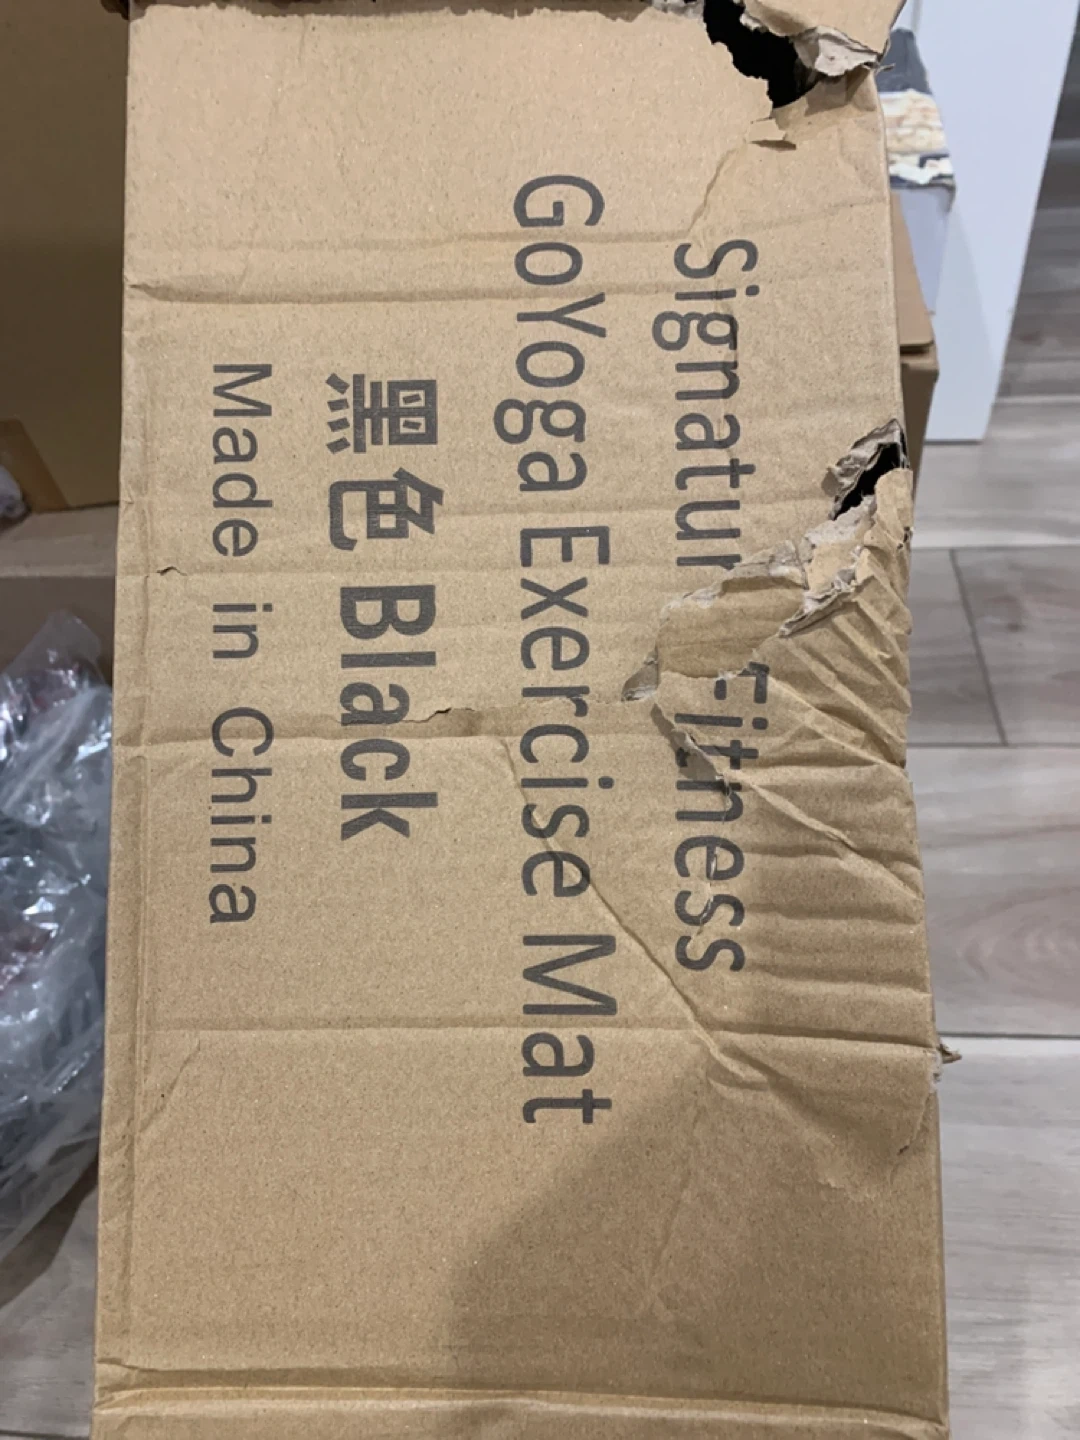 Signatur Fitness
GoYoga Exercise Mat
黑色 Black
Made in China